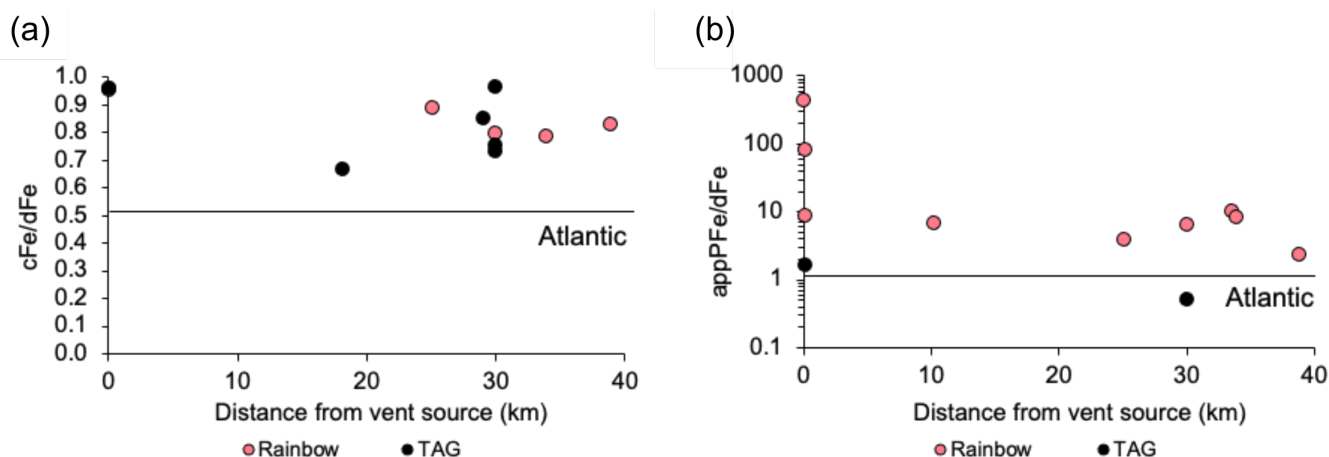 (a)
1.0
0.9
0.8
0.7
0.6
0.5
0.4
0.3
0.2
0.1
0.0
cFe/dFe
Atlantic
0 10 20 30 40
Distance from vent source (km)
Rainbow TAG
(b)
1000
100
10
1
0.1
appPFe/dFe
Atlantic
0 10 20 30 40
Distance from vent source (km)
Rainbow TAG